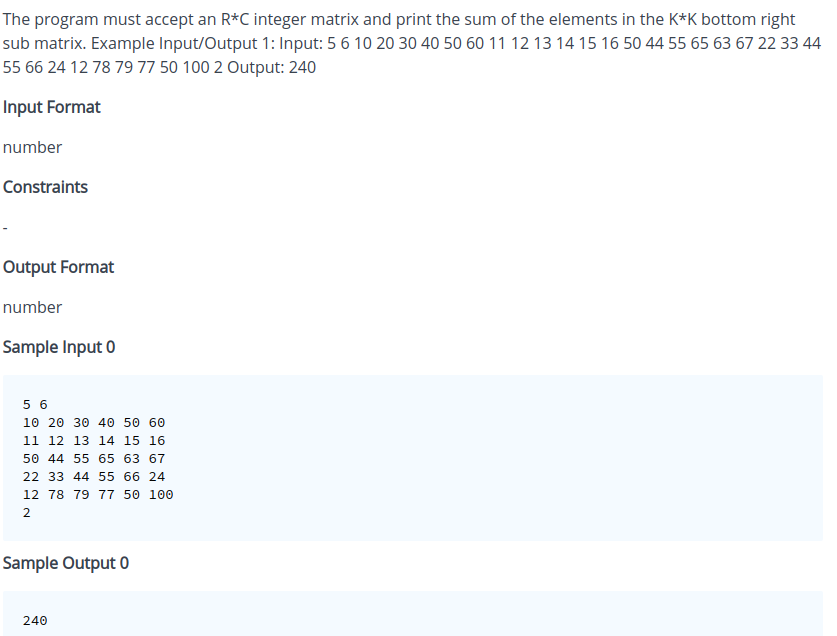 The program must accept an R*C integer matrix and print the sum of the elements in the K*K bottom right
sub matrix. Example Input/Output 1: Input: 5 6 10 20 30 40 50 60 11 12 13 14 15 16 50 44 55 65 63 67 22 33 44
55 66 24 12 78 79 77 50 100 2 Output: 240
Input Format
number
Constraints
-
Output Format
number
Sample Input 0
5 6
10 20 30 40 50 60
11 12 13 14 15 16
50 44 55 65 63 67
22 33 44 55 66 24
12 78 79 77 50 100
2
Sample Output 0
240